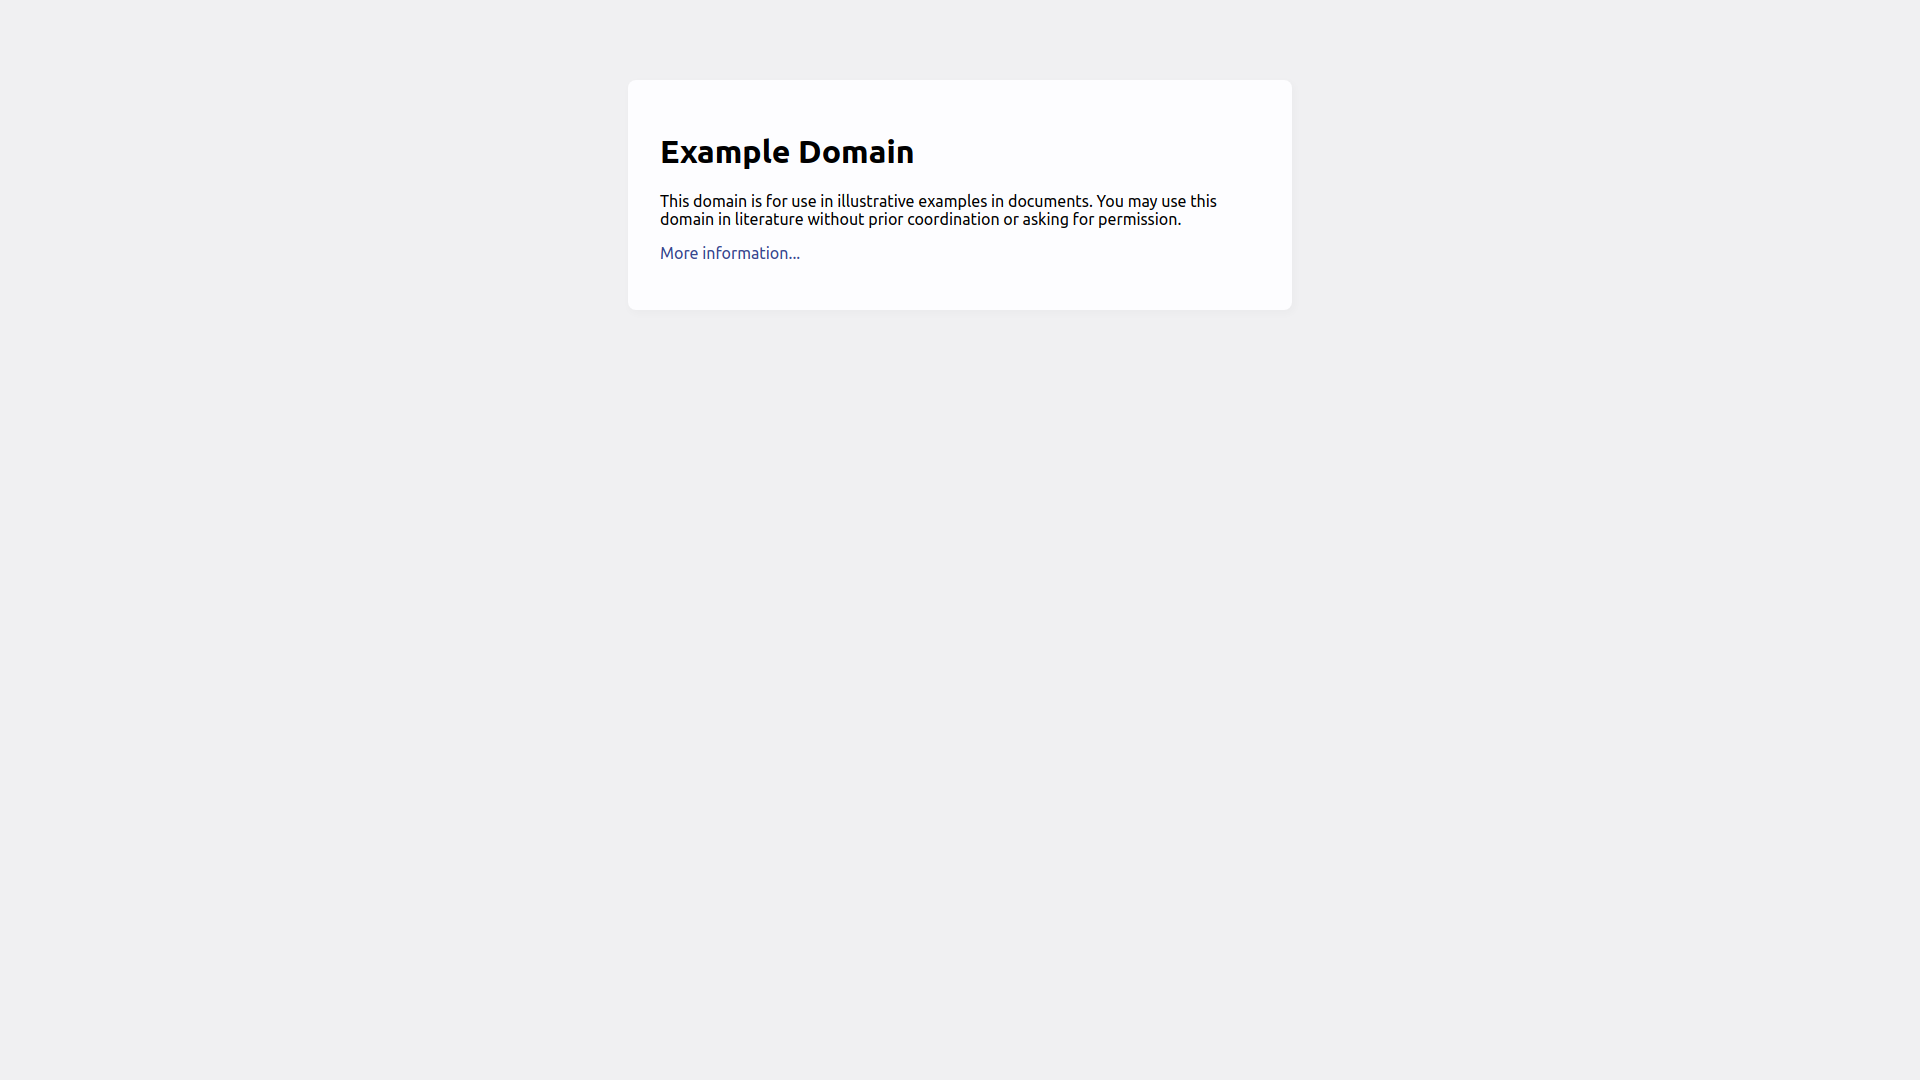 Example Domain
This domain is for use in illustrative examples in documents. You may use this
domain in literature without prior coordination or asking for permission.
More information...